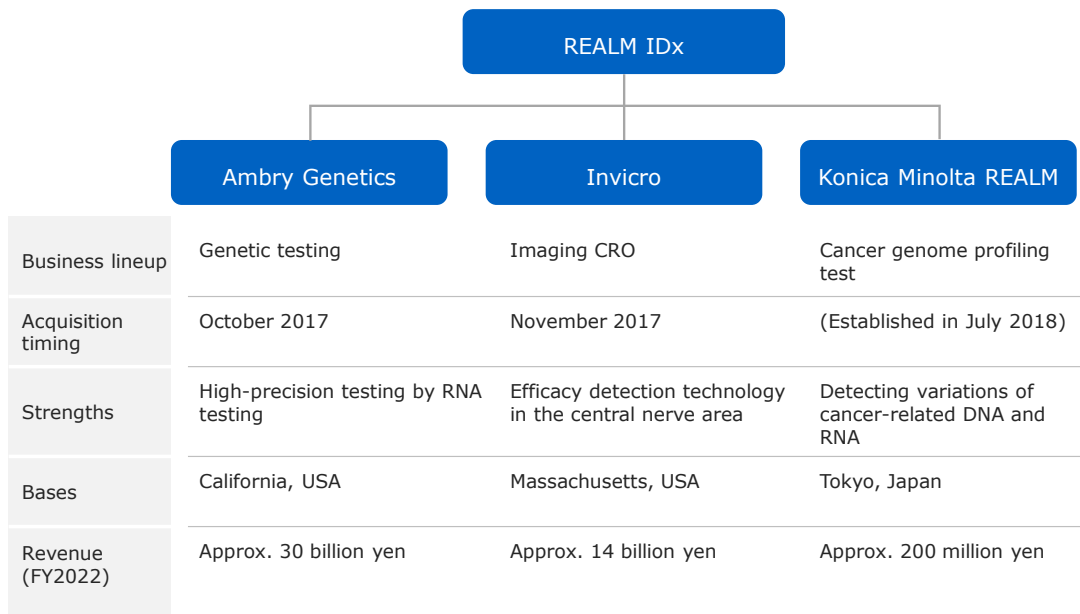 REALM IDx
Ambry Genetics
Invicro
Konica Minolta REALM
Business lineup
Genetic testing
Imaging CRO
Cancer genome profiling
test
Acquisition
timing
October 2017
November 2017
(Established in July 2018)
Strengths
High-precision testing by RNA
testing
Efficacy detection technology
in the central nerve area
Detecting variations of
cancer-related DNA and
RNA
Bases
California, USA
Massachusetts, USA
Tokyo, Japan
Revenue
(FY2022)
Approx. 30 billion yen
Approx. 14 billion yen
Approx. 200 million yen